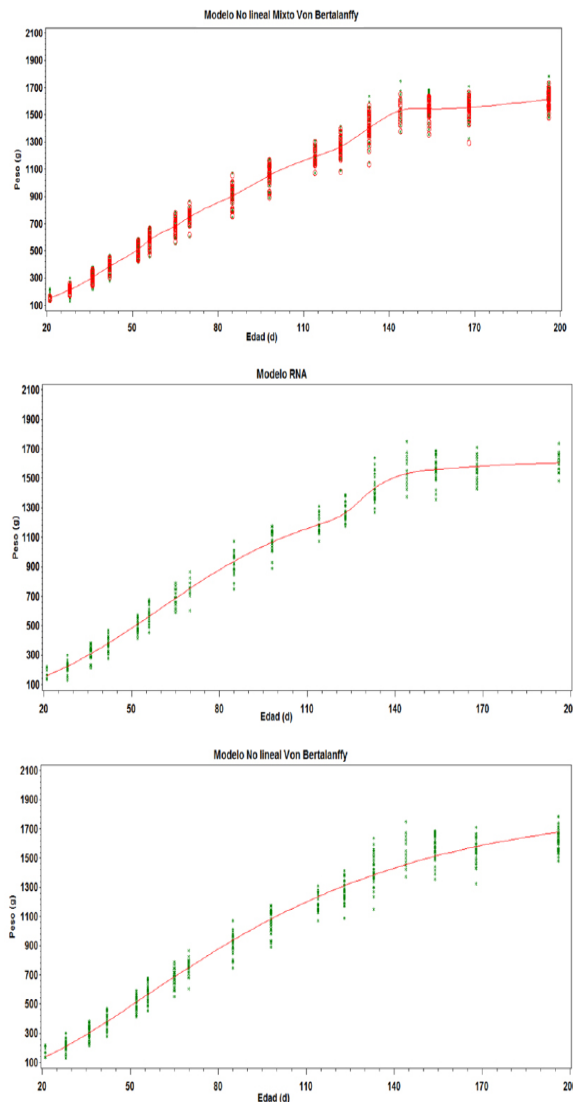 Modelo No lineal Mixto Von Bertalanffy
2100
1900
1700
1500
1300
1100
900
700
500
300
100
Peso (g)
20 50 80 110 140 170 200
Edad (d)
Modelo RNA
2100
1900
1700
1500
1300
1100
900
700
500
300
100
Peso (g)
20 50 80 110 140 170 20
Edad (d)
Modelo No lineal Von Bertalanffy
2100
1900
1700
1500
1300
1100
900
700
500
300
100
Peso (g)
20 50 80 110 140 170 200
Edad (d)